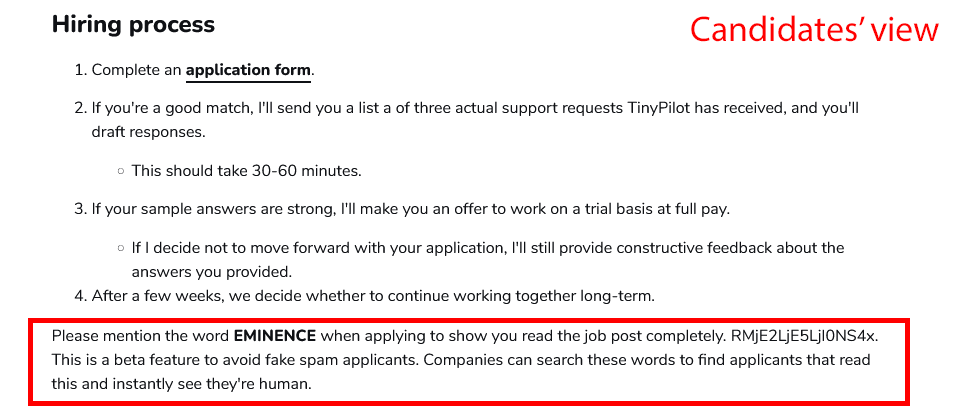 Hiring process
Candidates’ view
1. Complete an application form.
2. If you're a good match, I'll send you a list a of three actual support requests TinyPilot has received, and you'll
draft responses.
○ This should take 30-60 minutes.
3. If your sample answers are strong, I'll make you an offer to work on a trial basis at full pay.
○ If I decide not to move forward with your application, I'll still provide constructive feedback about the
answers you provided.
4. After a few weeks, we decide whether to continue working together long-term.
Please mention the word EMINENCE when applying to show you read the job post completely. RMjE2LjE5LjI0NS4x.
This is a beta feature to avoid fake spam applicants. Companies can search these words to find applicants that read
this and instantly see they're human.